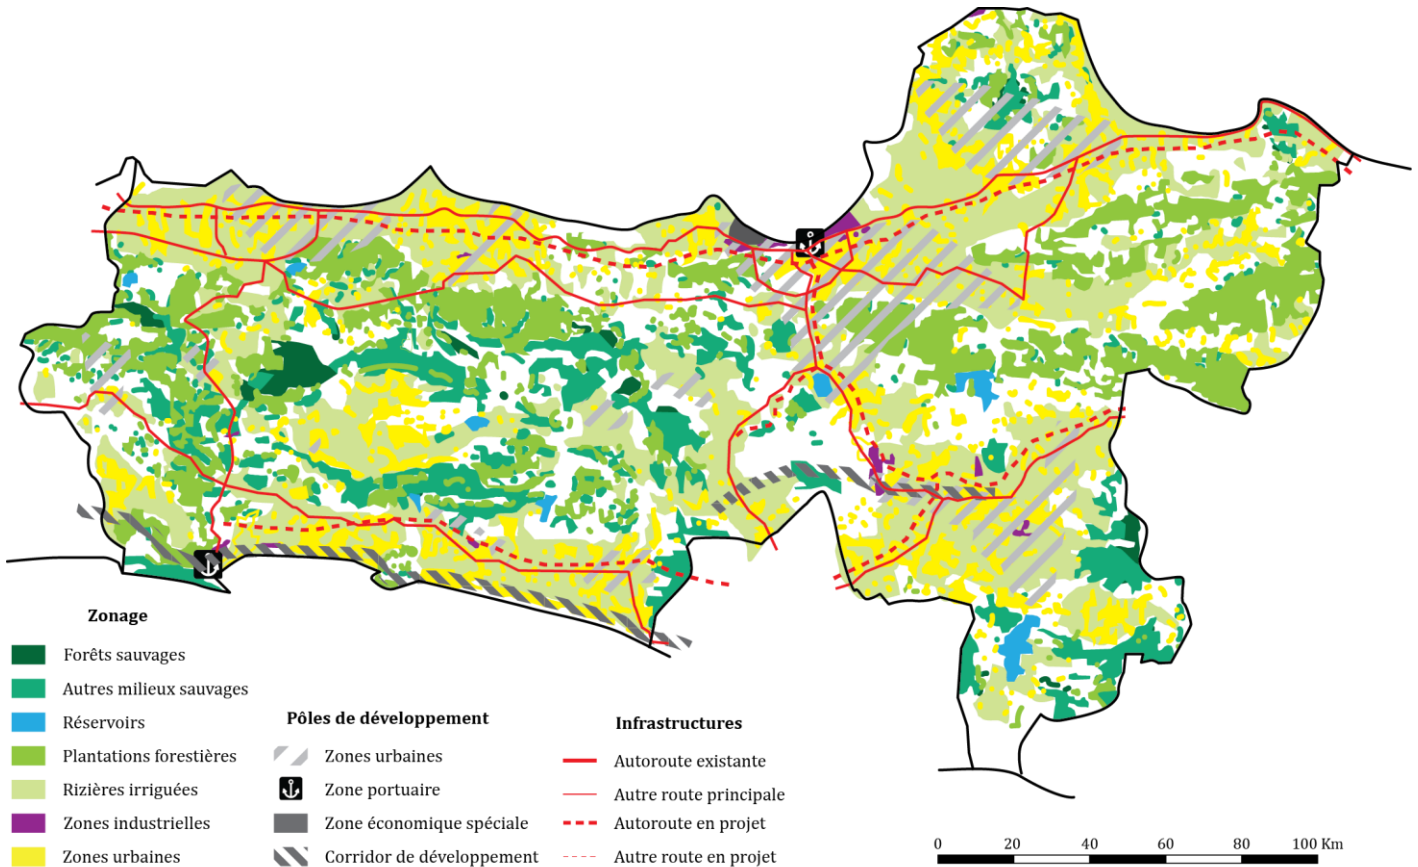 Zonage
Forêts sauvages
Autres milieux sauvages
Réservoirs
Plantations forestières
Rizières irriguées
Zones industrielles
Zones urbaines
Pôles de développement
Zones urbaines
Zone portuaire
Zone économique spéciale
Corridor de développement
Infrastructures
Autoroute existante
Autre route principale
Autoroute en projet
Autre route en projet
0 20 40 60 80 100 Km